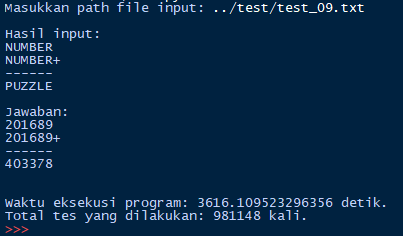 Masukkan path file input: ../test/test_09.txt
Hasil input:
NUMBER
NUMBER+
------
PUZZLE
Jawaban:
201689
201689+
------
403378
Waktu eksekusi program: 3616.109523296356 detik.
Total tes yang dilakukan: 981148 kali.
>>>